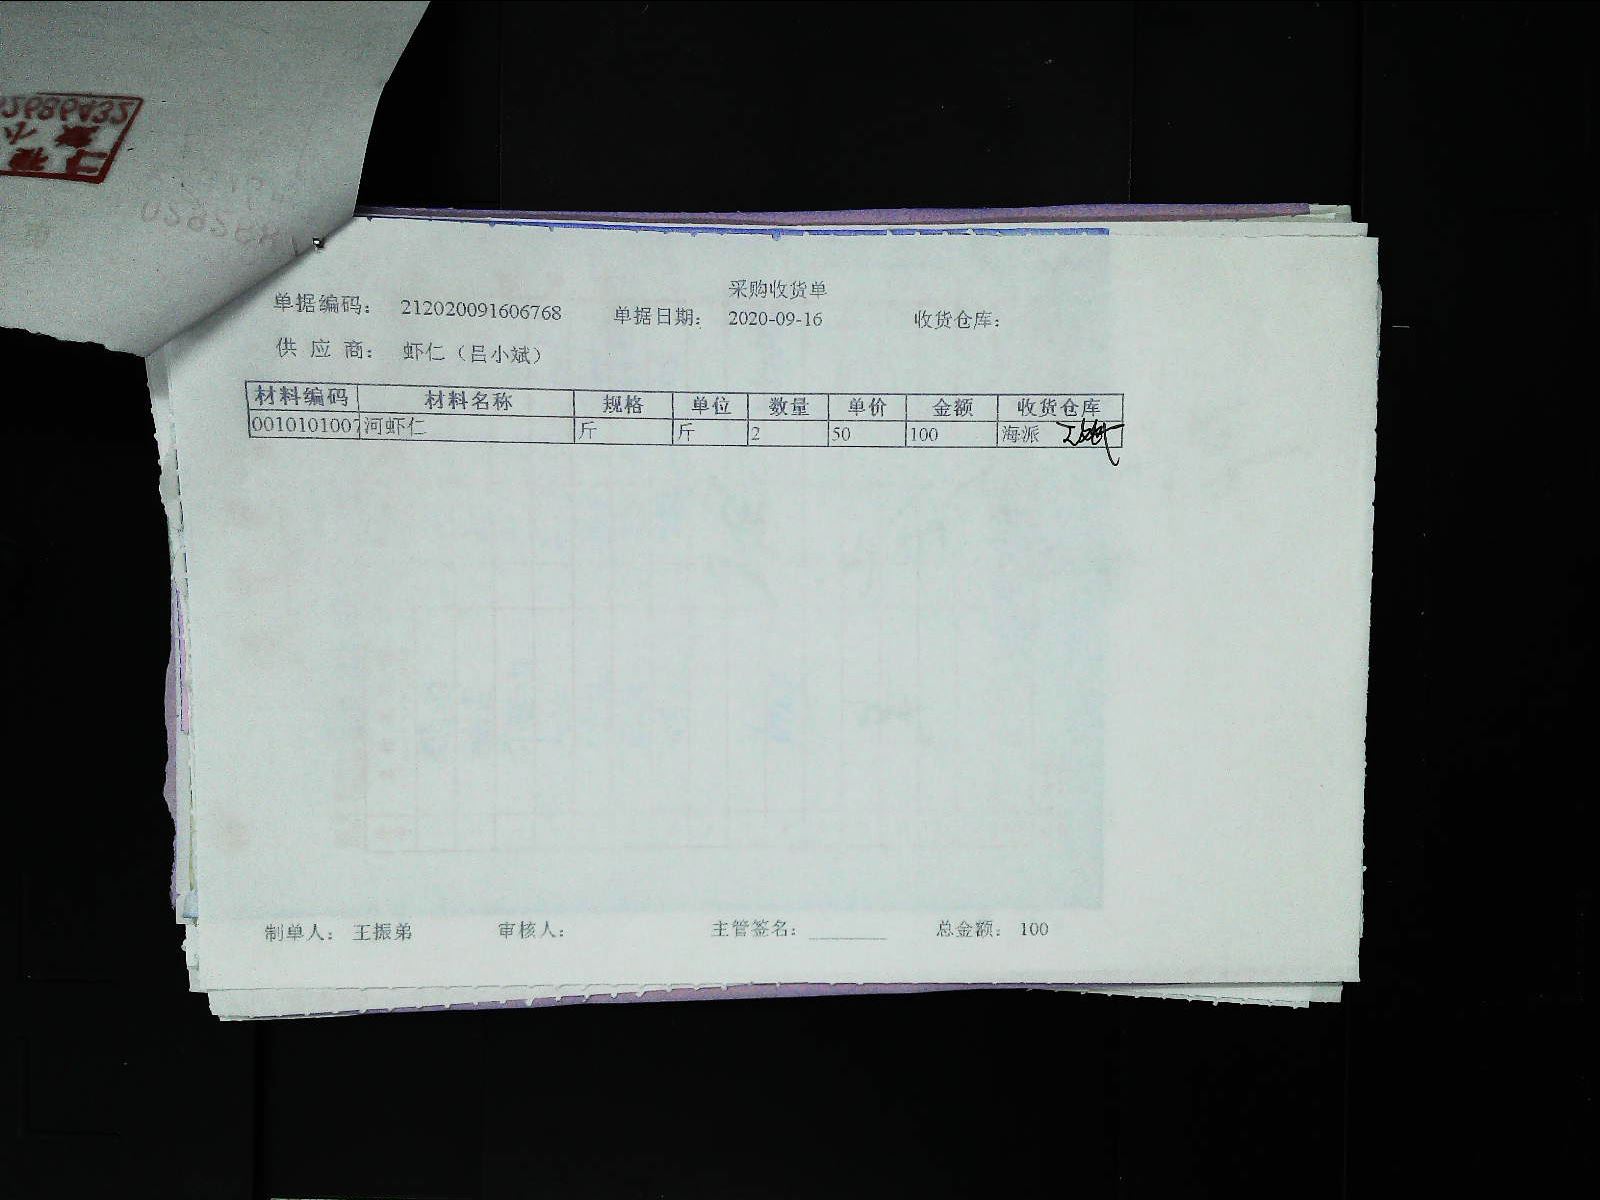 采购收货单
单据编码： 212020091606768 单据日期： 2020-09-16 收货仓库：
供 应 商： 虾仁（吕小斌）
材料编码 材料名称 规格 单位 数量 单价 金额 收货仓库
0010101007 河虾仁 斤 斤 2 50 100 海派
制单人： 王振弟 审核人： 主管签名： ________ 总金额： 100